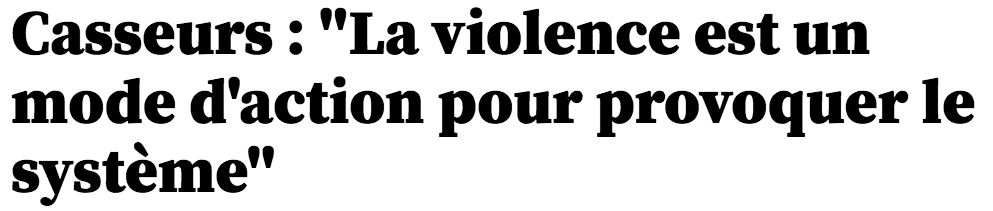 Casseurs : "La violence est un
mode d'action pour provoquer le
système"